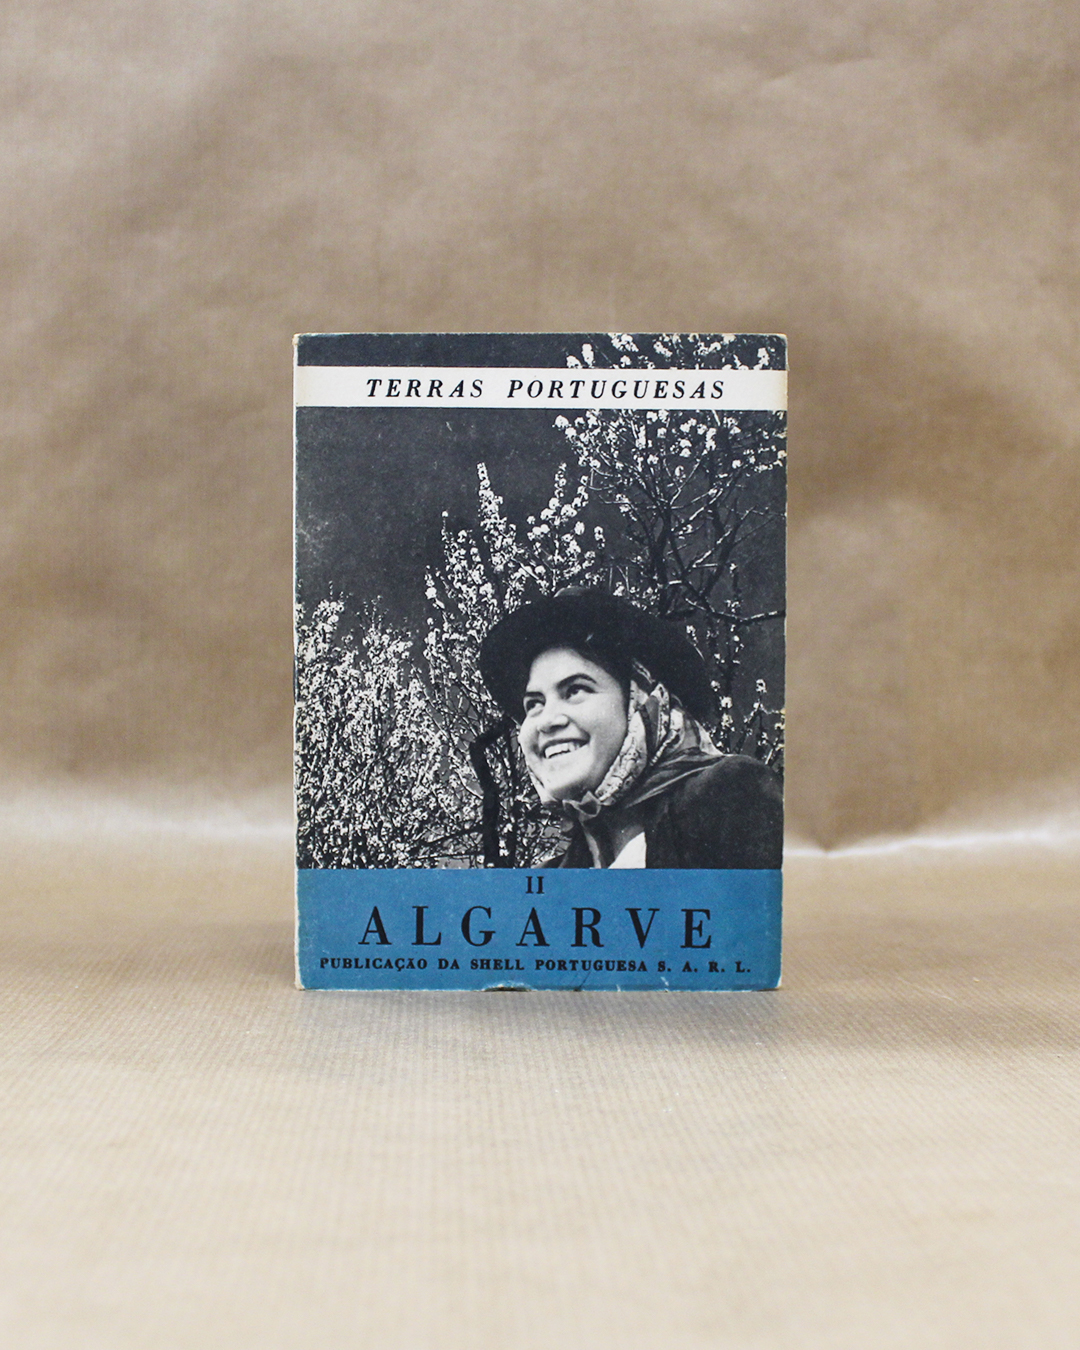 TERRAS PORTUGUESAS
II
ALGARVE
PUBLICAÇÃO DA SHELL PORTUGUESA S. A. R. L.